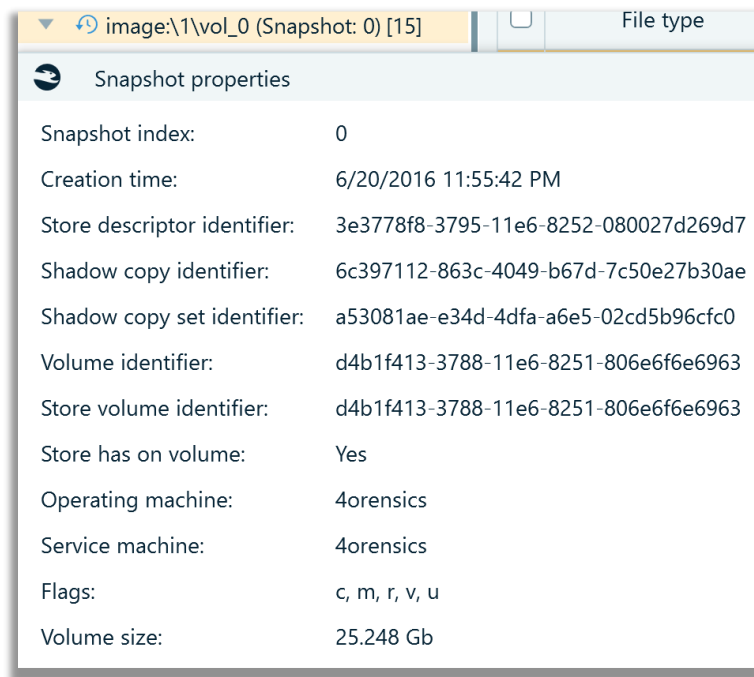 image:\1\vol_0 (Snapshot: 0) [15] File type
Snapshot properties
Snapshot index: 0
Creation time: 6/20/2016 11:55:42 PM
Store descriptor identifier: 3e3778f8-3795-11e6-8252-080027d269d7
Shadow copy identifier: 6c397112-863c-4049-b67d-7c50e27b30ae
Shadow copy set identifier: a53081ae-e34d-4dfa-a6e5-02cd5b96cfc0
Volume identifier: d4b1f413-3788-11e6-8251-806e6f6e6963
Store volume identifier: d4b1f413-3788-11e6-8251-806e6f6e6963
Store has on volume: Yes
Operating machine: 4orensics
Service machine: 4orensics
Flags: c, m, r, v, u
Volume size: 25.248 Gb